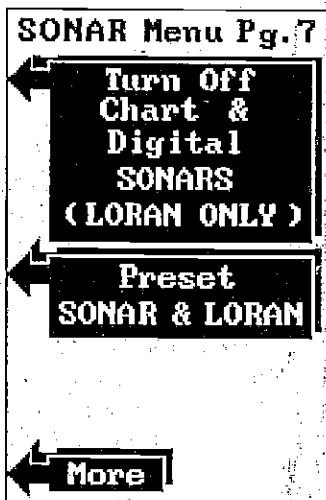 SONAR Menu Pg.7
Turn Off
Chart &
Digital
SONARS
(LORAN ONLY)
Preset
SONAR & LORAN
More